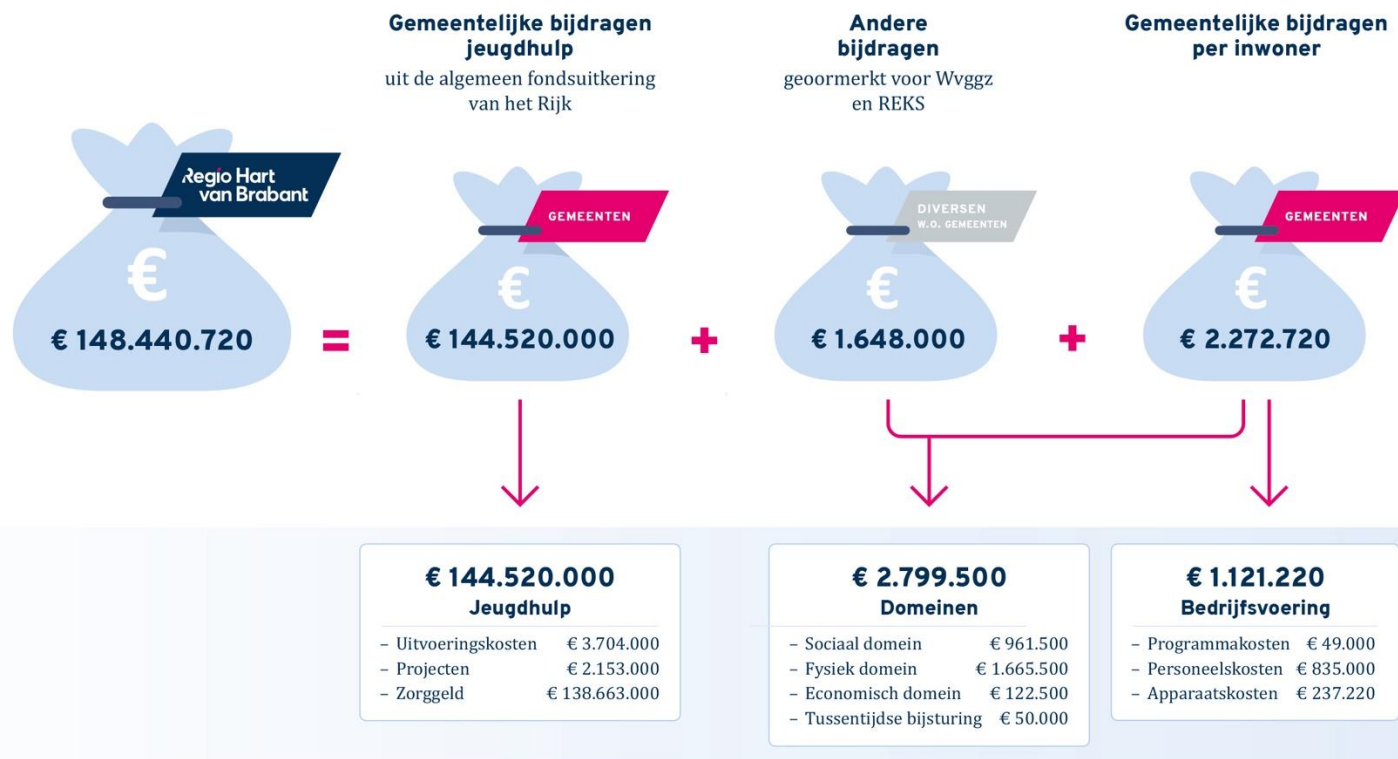 Gemeentelijke bijdragen
jeugdhulp
uit de algemeen fondsuitkering
van het Rijk
Andere
bijdragen
geoormerkt voor Wvggz
en REKS
Gemeentelijke bijdragen
per inwoner
Regio Hart
van Brabant
€
€ 148.440.720
=
GEMEENTEN
€
€ 144.520.000
+
DIVERSEN
W.O. GEMEENTEN
€
€ 1.648.000
+
GEMEENTEN
€
€ 2.272.720
€ 144.520.000
Jeugdhulp
– Uitvoeringskosten € 3.704.000
– Projecten € 2.153.000
– Zorggeld € 138.663.000
€ 2.799.500
Domeinen
– Sociaal domein € 961.500
– Fysiek domein € 1.665.500
– Economisch domein € 122.500
– Tussentijdse bijsturing € 50.000
€ 1.121.220
Bedrijfsvoering
– Programmakosten € 49.000
– Personeelskosten € 835.000
– Apparaatskosten € 237.220